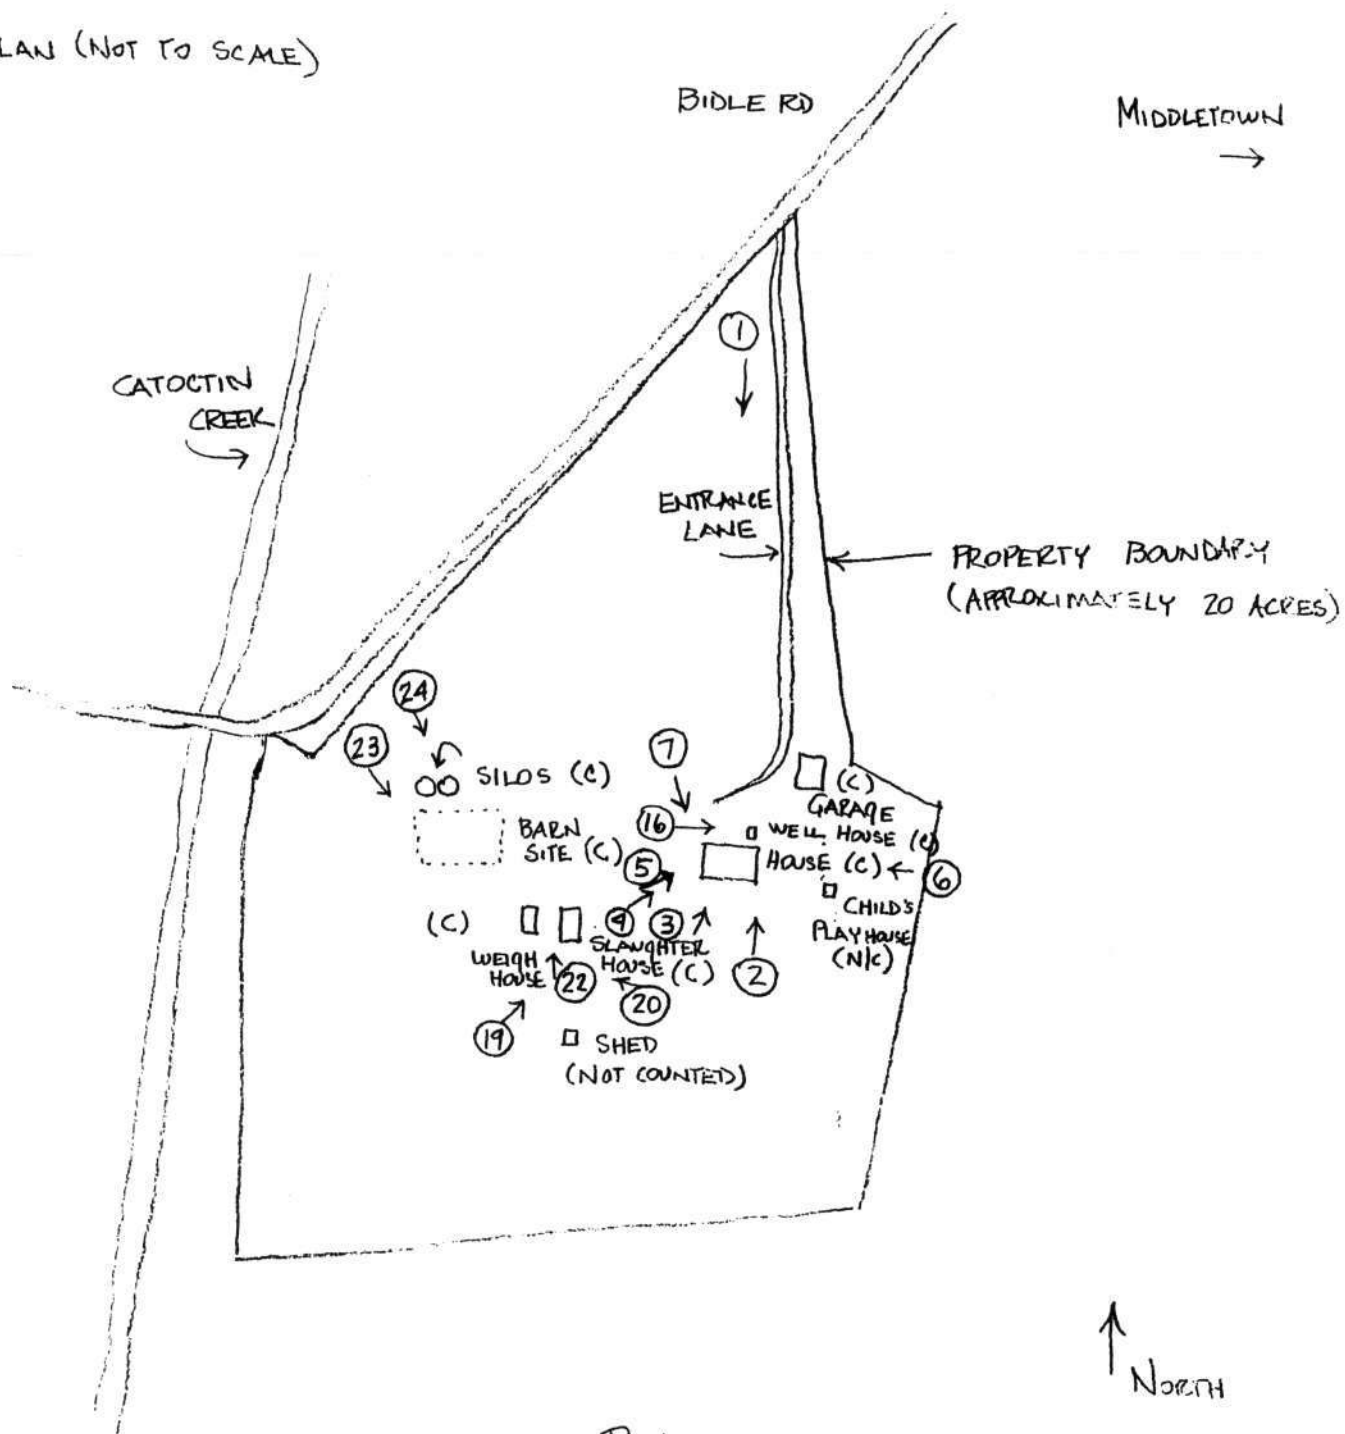 LAN (NOT TO SCALE)
BIDLE RD
MIDDLETOWN
1
CATOCTIN
CREEK
ENTRANCE
LANE
PROPERTY BOUNDARY
(APPROXIMATELY 20 ACRES)
24
23
7
SILOS (C)
(C)
GARAGE
16
WELL HOUSE (C)
BARN
SITE (C)
5
HOUSE (C)
6
CHILD'S
PLAYHOUSE
(N/C)
(C)
4
3
SLAUGHTER
HOUSE (C)
WEIGH
HOUSE
22
2
20
19
SHED
(NOT COUNTED)
NORTH